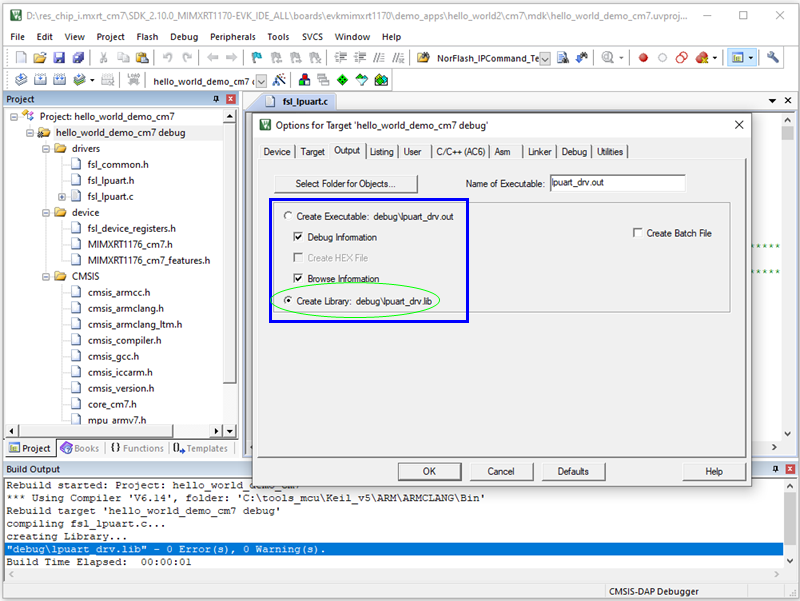 D:\res_chip_i.mxrt_cm7\SDK_2.10.0_MIMXRT1170-EVK_IDE_ALL\boards\evkmimxrt1170\demo_apps\hello_world2\cm7\mdk\hello_world_demo_cm7.uvproj...
File Edit View Project Flash Debug Peripherals Tools SVCS Window Help
NorFlash_IPCommand_Te
LOAD hello_world_demo_cm7
Project
Project: hello_world_demo_cm7
hello_world_demo_cm7 debug
drivers
fsl_common.h
fsl_lpuart.h
fsl_lpuart.c
device
fsl_device_registers.h
MIMXRT1176_cm7.h
MIMXRT1176_cm7_features.h
CMSIS
cmsis_armcc.h
cmsis_armclang.h
cmsis_armclang_ltm.h
cmsis_compiler.h
cmsis_gcc.h
cmsis_iccarm.h
cmsis_version.h
core_cm7.h
mpu_armv7.h
Project Books {} Functions Templates
fsl_lpuart.c
Options for Target 'hello_world_demo_cm7 debug'
Device Target Output Listing User C/C++ (AC6) Asm Linker Debug Utilities
Select Folder for Objects...
Name of Executable: lpuart_drv.out
Create Executable: debug\lpuart_drv.out
Debug Information
Create HEX File
Browse Information
Create Library: debug\lpuart_drv.lib
Create Batch File
*****
*****
OK Cancel Defaults Help
Build Output
Rebuild started: Project: hello_world_demo_cm7
*** Using Compiler 'V6.14', folder: 'C:\tools_mcu\Keil_v5\ARM\ARMCLANG\Bin'
Rebuild target 'hello_world_demo_cm7 debug'
compiling fsl_lpuart.c...
creating Library...
"debug\lpuart_drv.lib" - 0 Error(s), 0 Warning(s).
Build Time Elapsed: 00:00:01
CMSIS-DAP Debugger